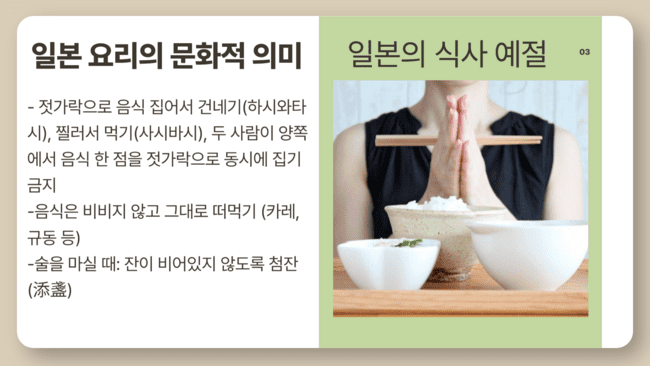 일본 요리의 문화적 의미
- 젓가락으로 음식 집어서 건네기(하시와타
시), 찔러서 먹기(사시바시), 두 사람이 양쪽
에서 음식 한 점을 젓가락으로 동시에 집기
금지
-음식은 비비지 않고 그대로 떠먹기 (카레,
규동 등)
-술을 마실 때: 잔이 비어있지 않도록 첨잔
(添盞)
일본의 식사 예절
03